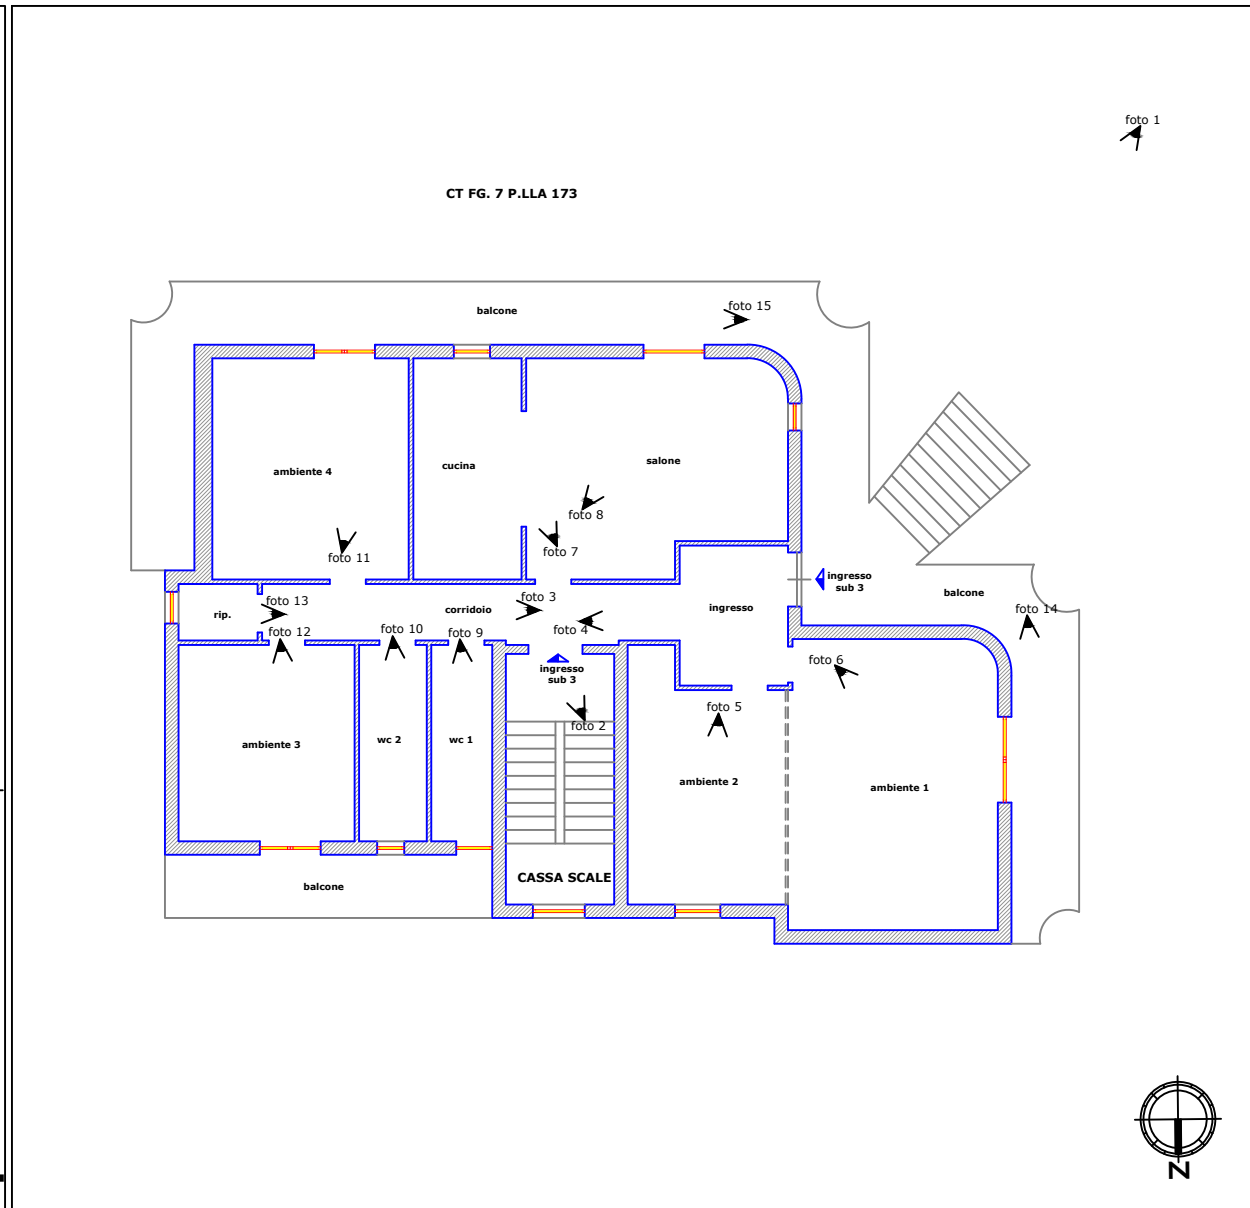 foto 1
CT FG. 7 P.LLA 173
balcone
foto 15
ambiente 4
cucina
salone
foto 8
foto 11
foto 7
ingresso
sub 3
rip.
foto 13
corridoio
foto 3
ingresso
balcone
foto 14
foto 12
foto 10
foto 9
foto 4
ingresso
sub 3
foto 6
foto 2
foto 5
ambiente 3
wc 2
wc 1
ambiente 2
ambiente 1
CASSA SCALE
balcone
N